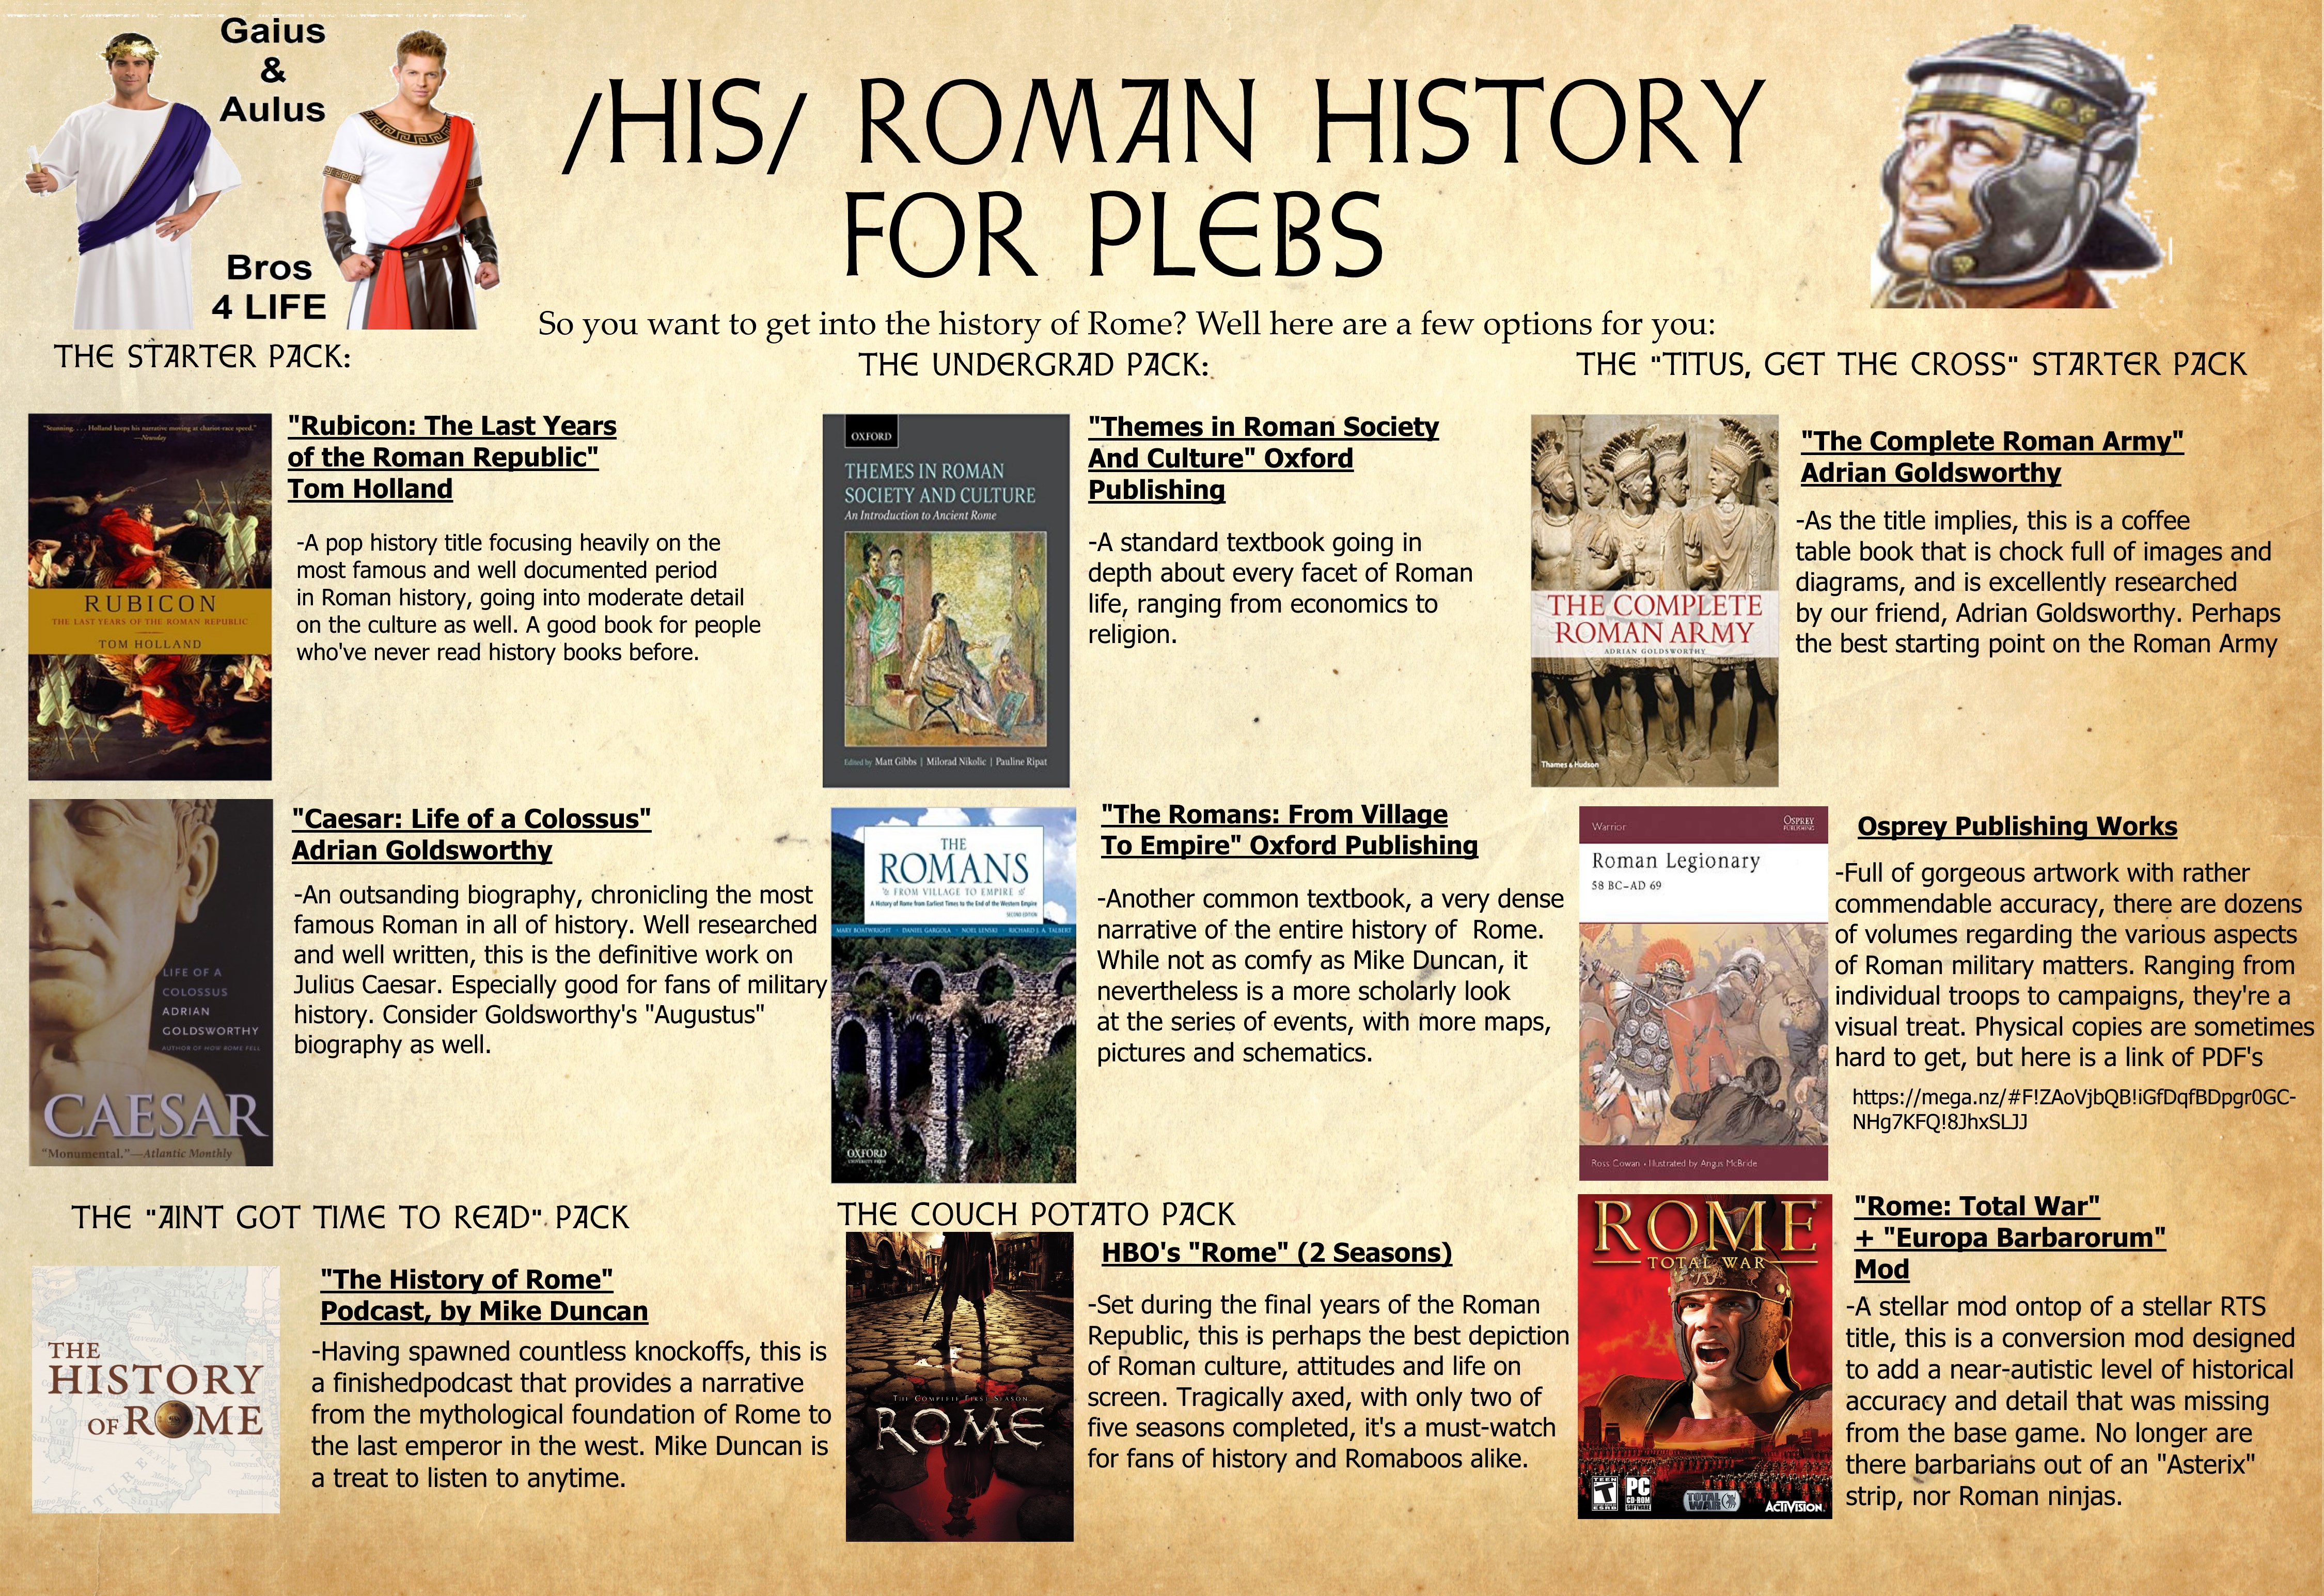 Gaius
&
Aulus
Bros
4 LIFE
/HIS/ ROMAN HISTORY
FOR PLEBS
So you want to get into the history of Rome? Well here are a few options for you:
THE STARTER PACK:
"Stunning. . . . Holland keeps his narrative moving at chariot-race speed."
—Newsday
RUBICON
THE LAST YEARS OF THE ROMAN REPUBLIC
TOM HOLLAND
"Rubicon: The Last Years
of the Roman Republic"
Tom Holland
-A pop history title focusing heavily on the
most famous and well documented period
in Roman history, going into moderate detail
on the culture as well. A good book for people
who've never read history books before.
LIFE OF A
COLOSSUS
ADRIAN
GOLDSWORTHY
AUTHOR OF HOW ROME FELL
CAESAR
"Monumental."—Atlantic Monthly
"Caesar: Life of a Colossus"
Adrian Goldsworthy
-An outsanding biography, chronicling the most
famous Roman in all of history. Well researched
and well written, this is the definitive work on
Julius Caesar. Especially good for fans of military
history. Consider Goldsworthy's "Augustus"
biography as well.
THE UNDERGRAD PACK:
OXFORD
THEMES IN ROMAN
SOCIETY AND CULTURE
An Introduction to Ancient Rome
Edited by Matt Gibbs | Milorad Nikolic | Pauline Ripat
"Themes in Roman Society
And Culture" Oxford
Publishing
-A standard textbook going in
depth about every facet of Roman
life, ranging from economics to
religion.
THE
ROMANS
FROM VILLAGE TO EMPIRE
A History of Rome from Earliest Times to the End of the Western Empire
SECOND EDITION
MARY BOATWRIGHT · DANIEL GARGOLA · NOEL LENSKI · RICHARD J. A. TALBERT
OXFORD
UNIVERSITY PRESS
"The Romans: From Village
To Empire" Oxford Publishing
-Another common textbook, a very dense
narrative of the entire history of  Rome.
While not as comfy as Mike Duncan, it
nevertheless is a more scholarly look
at the series of events, with more maps,
pictures and schematics.
THE "TITUS, GET THE CROSS" STARTER PACK
THE COMPLETE
ROMAN ARMY
ADRIAN GOLDSWORTHY
Thames & Hudson
"The Complete Roman Army"
Adrian Goldsworthy
-As the title implies, this is a coffee
table book that is chock full of images and
diagrams, and is excellently researched
by our friend, Adrian Goldsworthy. Perhaps
the best starting point on the Roman Army
Warrior
OSPREY
PUBLISHING
Roman Legionary
58 BC–AD 69
Ross Cowan • Illustrated by Angus McBride
Osprey Publishing Works
-Full of gorgeous artwork with rather
commendable accuracy, there are dozens
of volumes regarding the various aspects
of Roman military matters. Ranging from
individual troops to campaigns, they're a
visual treat. Physical copies are sometimes
hard to get, but here is a link of PDF's
https://mega.nz/#F!ZAoVjbQB!iGfDqfBDpgr0GC-
NHg7KFQ!8JhxSLJJ
ROME
TOTAL WAR
TEEN
T
ESRB
PC
CD-ROM
SOFTWARE
TOTAL
WAR
ACTIVISION.
"Rome: Total War"
+ "Europa Barbarorum"
Mod
-A stellar mod ontop of a stellar RTS
title, this is a conversion mod designed
to add a near-autistic level of historical
accuracy and detail that was missing
from the base game. No longer are
there barbarians out of an "Asterix"
strip, nor Roman ninjas.
THE "AINT GOT TIME TO READ" PACK
THE
HISTORY
OF ROME
"The History of Rome"
Podcast, by Mike Duncan
-Having spawned countless knockoffs, this is
a finishedpodcast that provides a narrative
from the mythological foundation of Rome to
the last emperor in the west. Mike Duncan is
a treat to listen to anytime.
THE COUCH POTATO PACK
THE COMPLETE FIRST SEASON
ROME
HBO's "Rome" (2 Seasons)
-Set during the final years of the Roman
Republic, this is perhaps the best depiction
of Roman culture, attitudes and life on
screen. Tragically axed, with only two of
five seasons completed, it's a must-watch
for fans of history and Romaboos alike.